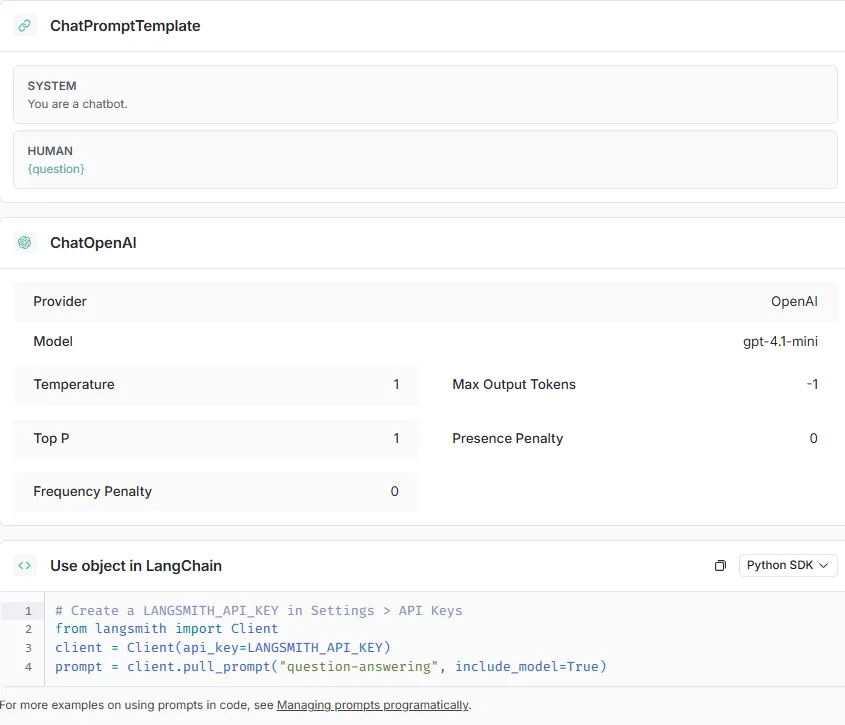 ChatPromptTemplate
SYSTEM
You are a chatbot.
HUMAN
{question}
ChatOpenAI
Provider OpenAI
Model gpt-4.1-mini
Temperature 1 Max Output Tokens -1
Top P 1 Presence Penalty 0
Frequency Penalty 0
Use object in LangChain Python SDK
1 # Create a LANGSMITH_API_KEY in Settings > API Keys
2 from langsmith import Client
3 client = Client(api_key=LANGSMITH_API_KEY)
4 prompt = client.pull_prompt("question-answering", include_model=True)
For more examples on using prompts in code, see Managing prompts programatically.